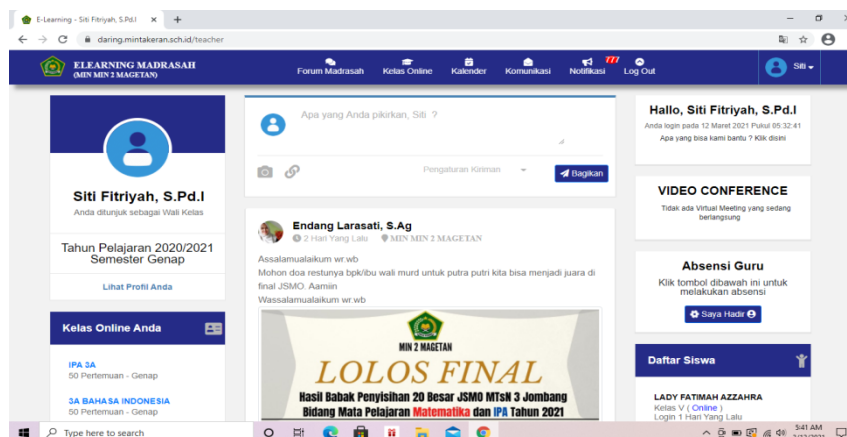 E-Learning - Siti Fitriyah, S.Pd.I
daring.mintakeran.sch.id/teacher
ELEARNING MADRASAH
(MIN MIN 2 MAGETAN)
Forum Madrasah
Kelas Online
Kalender
Komunikasi
Notifikasi
777
Log Out
Siti
Siti Fitriyah, S.Pd.I
Anda ditunjuk sebagai Wali Kelas
Tahun Pelajaran 2020/2021
Semester Genap
Lihat Profil Anda
Kelas Online Anda
IPA 3A
50 Pertemuan - Genap
3A BAHASA INDONESIA
50 Pertemuan - Genap
Apa yang Anda pikirkan, Siti ?
Pengaturan Kiriman
Bagikan
Endang Larasati, S.Ag
2 Hari Yang Lalu MIN MIN 2 MAGETAN
Assalamualaikum wr.wb
Mohon doa restunya bpk/ibu wali murd untuk putra putri kita bisa menjadi juara di
final JSMO. Aamiin
Wassalamualaikum wr.wb
MIN 2 MAGETAN
LOLOS FINAL
Hasil Babak Penyisihan 20 Besar JSMO MTsN 3 Jombang
Bidang Mata Pelajaran Matematika dan IPA Tahun 2021
Hallo, Siti Fitriyah, S.Pd.I
Anda login pada 12 Maret 2021 Pukul 05:32:41
Apa yang bisa kami bantu ? Klik disini
VIDEO CONFERENCE
Tidak ada Virtual Meeting yang sedang
berlangsung
Absensi Guru
Klik tombol dibawah ini untuk
melakukan absensi
Saya Hadir
Daftar Siswa
LADY FATIMAH AZZAHRA
Kelas V ( Online )
Login 1 Hari Yang Lalu
Type here to search
5:41 AM
3/12/2021